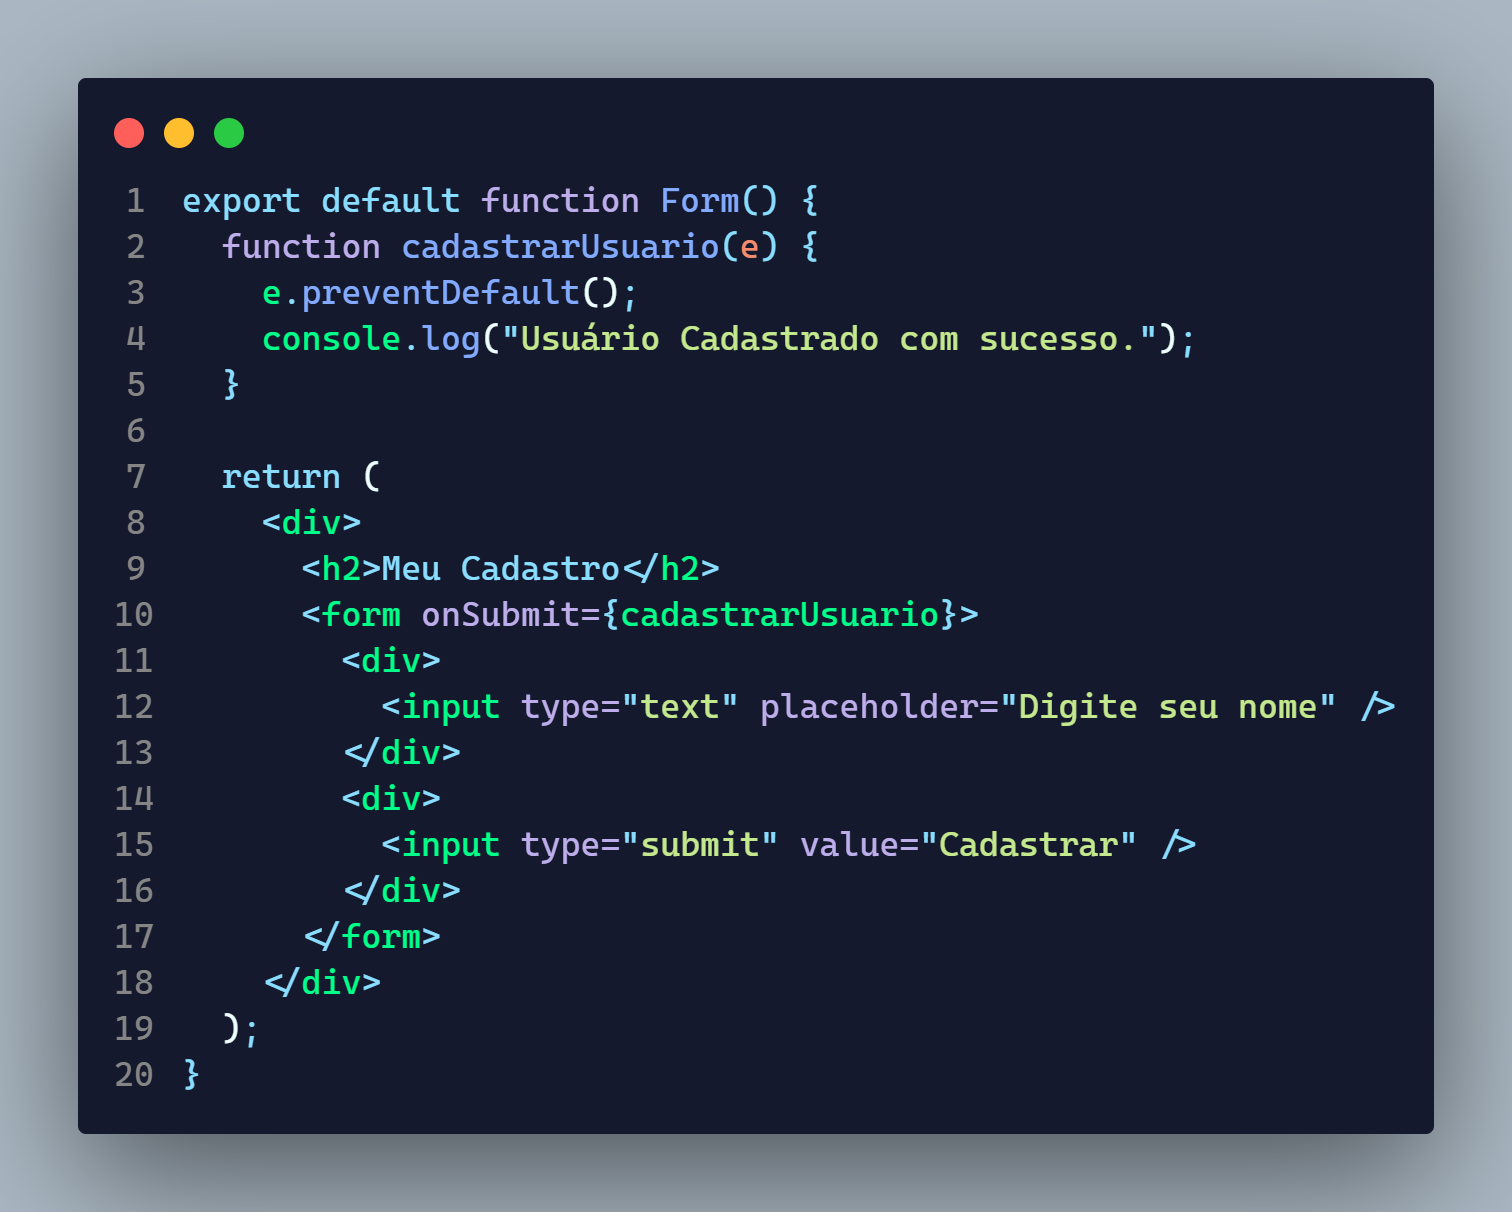 1 export default function Form() {
2   function cadastrarUsuario(e) {
3     e.preventDefault();
4     console.log("Usuário Cadastrado com sucesso.");
5   }
6
7   return (
8     <div>
9       <h2>Meu Cadastro</h2>
10       <form onSubmit={cadastrarUsuario}>
11         <div>
12           <input type="text" placeholder="Digite seu nome" />
13         </div>
14         <div>
15           <input type="submit" value="Cadastrar" />
16         </div>
17       </form>
18     </div>
19   );
20 }